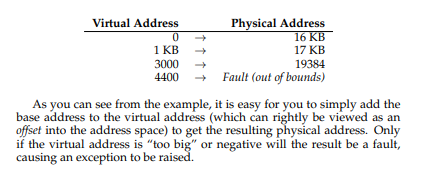 Virtual Address Physical Address
0 → 16 KB
1 KB → 17 KB
3000 → 19384
4400 → Fault (out of bounds)
As you can see from the example, it is easy for you to simply add the
base address to the virtual address (which can rightly be viewed as an
offset into the address space) to get the resulting physical address. Only
if the virtual address is “too big” or negative will the result be a fault,
causing an exception to be raised.